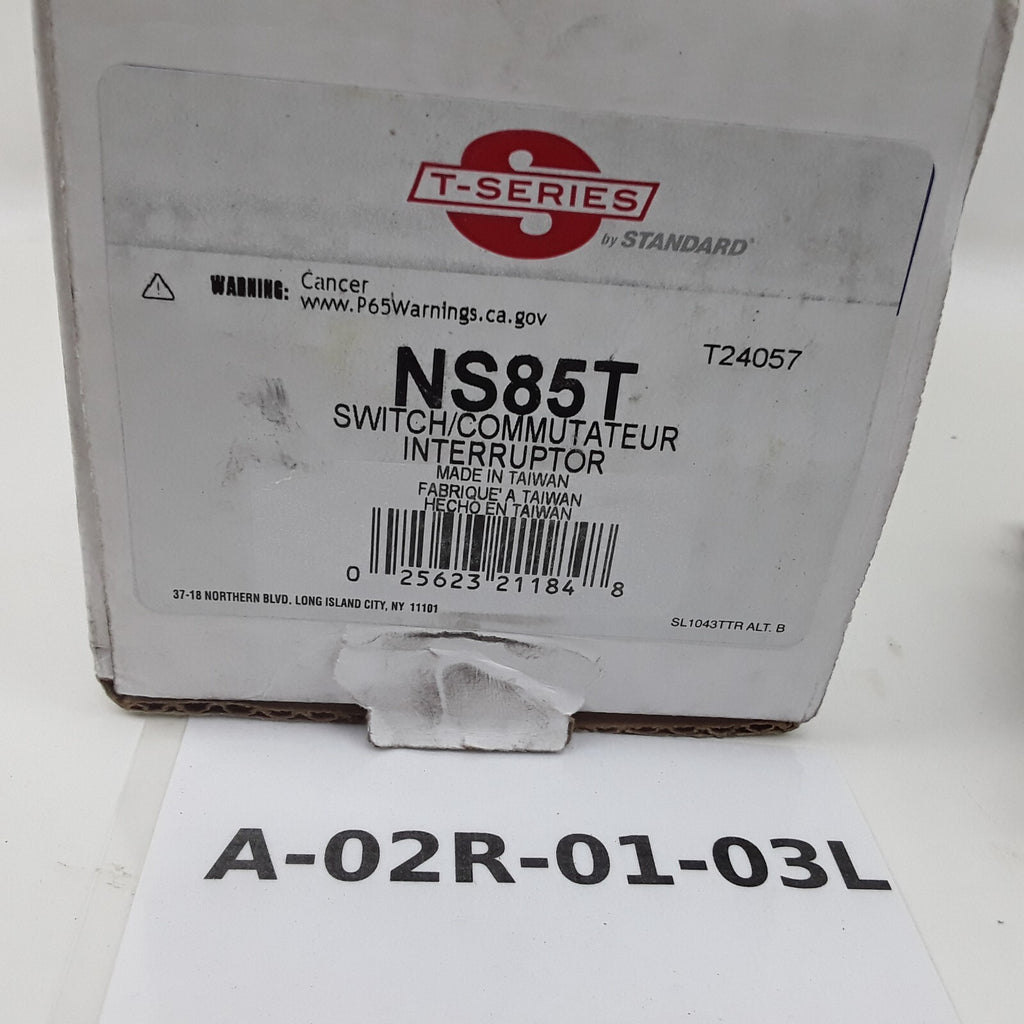 T-SERIES
by STANDARD®
WARNING: Cancer
www.P65Warnings.ca.gov
T24057
NS85T
SWITCH/COMMUTATEUR
INTERRUPTOR
MADE IN TAIWAN
FABRIQUE' A TAIWAN
HECHO EN TAIWAN
0 25623 21184 8
37-18 NORTHERN BLVD. LONG ISLAND CITY, NY 11101
SL1043TTR ALT. B
A-02R-01-03L